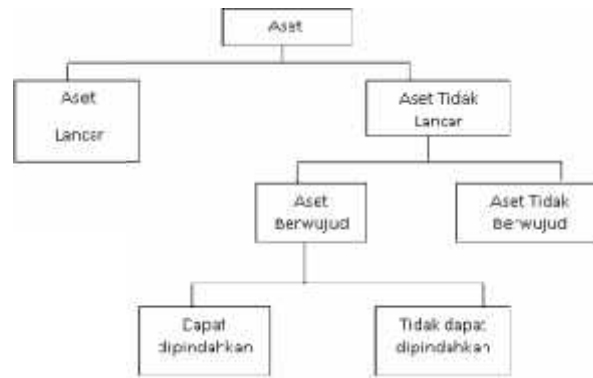 Aset
Aset
Lancar
Aset Tidak
Lancar
Aset
Berwujud
Aset Tidak
Berwujud
Dapat
dipindahkan
Tidak dapat
dipindahkan